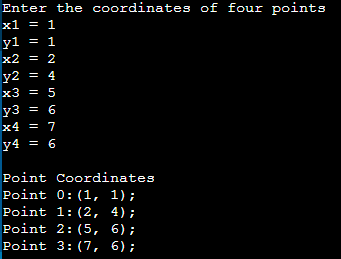 Enter the coordinates of four points
x1 = 1
y1 = 1
x2 = 2
y2 = 4
x3 = 5
y3 = 6
x4 = 7
y4 = 6
Point Coordinates
Point 0:(1, 1);
Point 1:(2, 4);
Point 2:(5, 6);
Point 3:(7, 6);